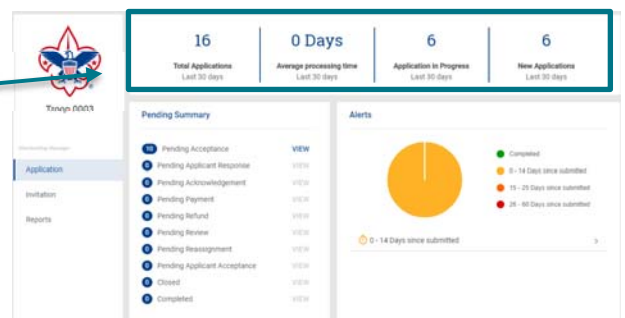 16
0 Days
6
6
Total Applications
Average processing time
Application in Progress
New Applications
Last 30 days
Last 30 days
Last 30 days
Last 30 days
Troop 0003
Application
Invitation
Reports
Pending Summary
10 Pending Acceptance VIEW
0 Pending Applicant Response VIEW
0 Pending Acknowledgement VIEW
0 Pending Payment VIEW
0 Pending Refund VIEW
0 Pending Review VIEW
0 Pending Reassignment VIEW
0 Pending Applicant Acceptance VIEW
0 Closed VIEW
0 Completed VIEW
Alerts
Completed
0 - 14 Days since submitted
15 - 25 Days since submitted
26 - 60 Days since submitted
0 - 14 Days since submitted >